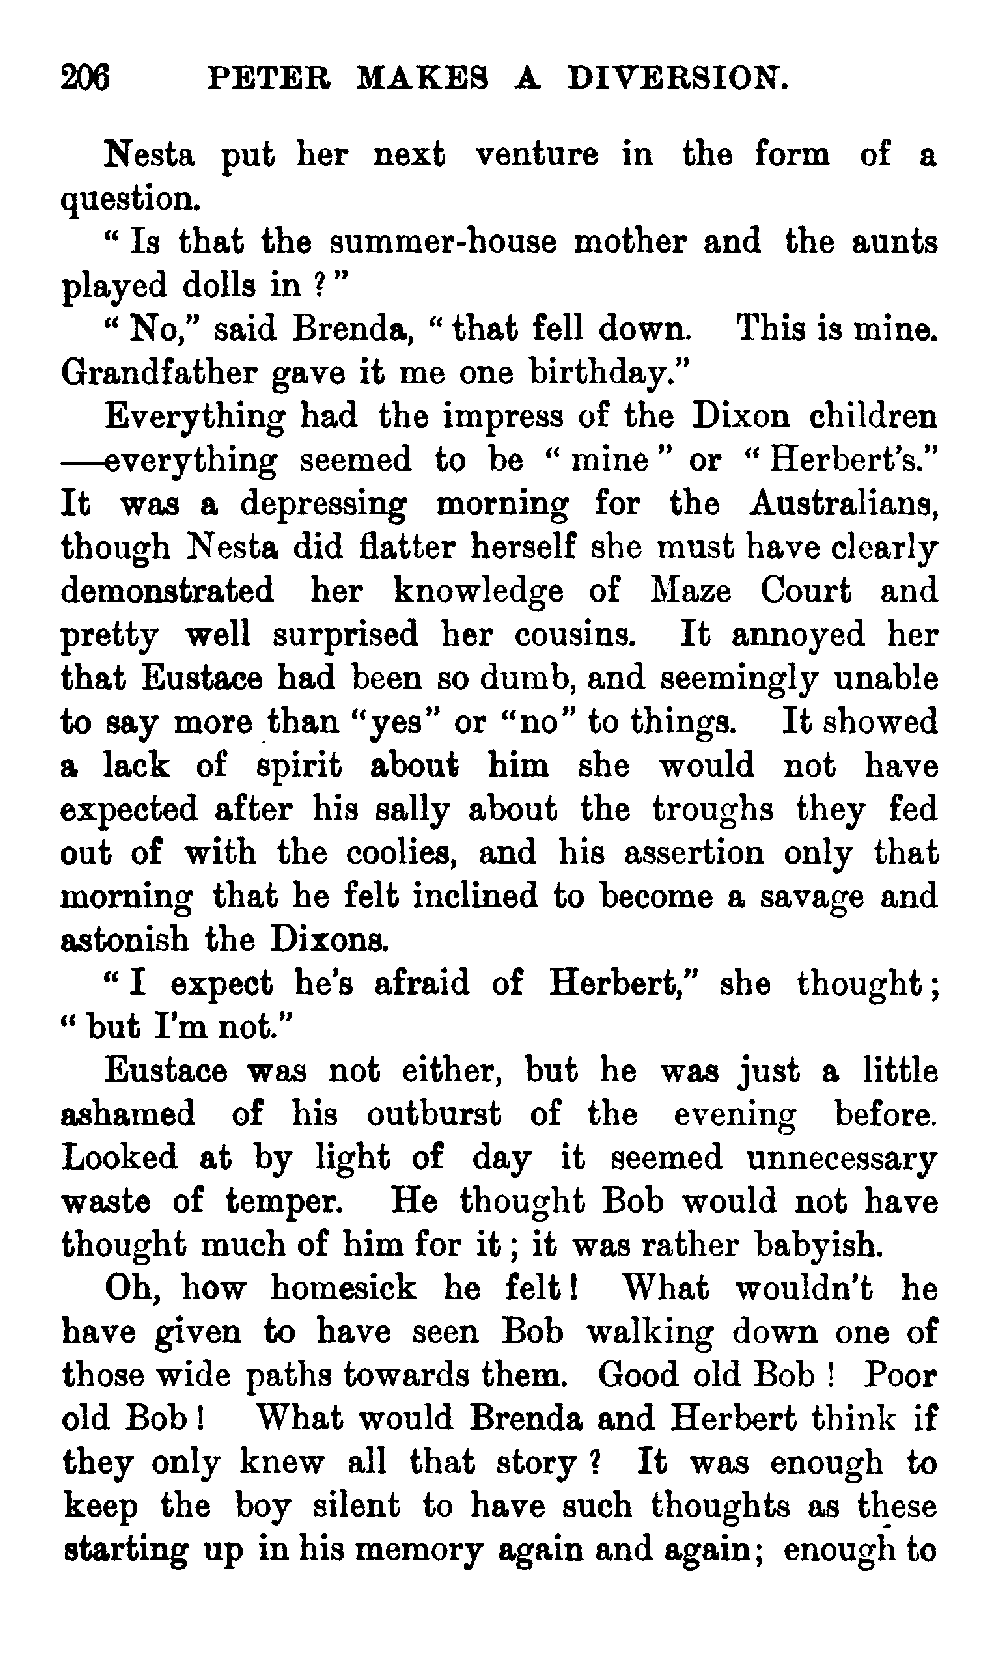 206 PETER MAKES A DIVERSION.
Nesta put her next venture in the form of a
question.
“ Is that the summer-house mother and the aunts
played dolls in ? ”
“ No,” said Brenda, “ that fell down. This is mine.
Grandfather gave it me one birthday.”
Everything had the impress of the Dixon children
—everything seemed to be “ mine ” or “ Herbert’s.”
It was a depressing morning for the Australians,
though Nesta did flatter herself she must have clearly
demonstrated her knowledge of Maze Court and
pretty well surprised her cousins. It annoyed her
that Eustace had been so dumb, and seemingly unable
to say more than “yes” or “no” to things. It showed
a lack of spirit about him she would not have
expected after his sally about the troughs they fed
out of with the coolies, and his assertion only that
morning that he felt inclined to become a savage and
astonish the Dixons.
“ I expect he’s afraid of Herbert,” she thought ;
“ but I’m not.”
Eustace was not either, but he was just a little
ashamed of his outburst of the evening before.
Looked at by light of day it seemed unnecessary
waste of temper. He thought Bob would not have
thought much of him for it ; it was rather babyish.
Oh, how homesick he felt ! What wouldn’t he
have given to have seen Bob walking down one of
those wide paths towards them. Good old Bob ! Poor
old Bob ! What would Brenda and Herbert think if
they only knew all that story ? It was enough to
keep the boy silent to have such thoughts as these
starting up in his memory again and again ; enough to